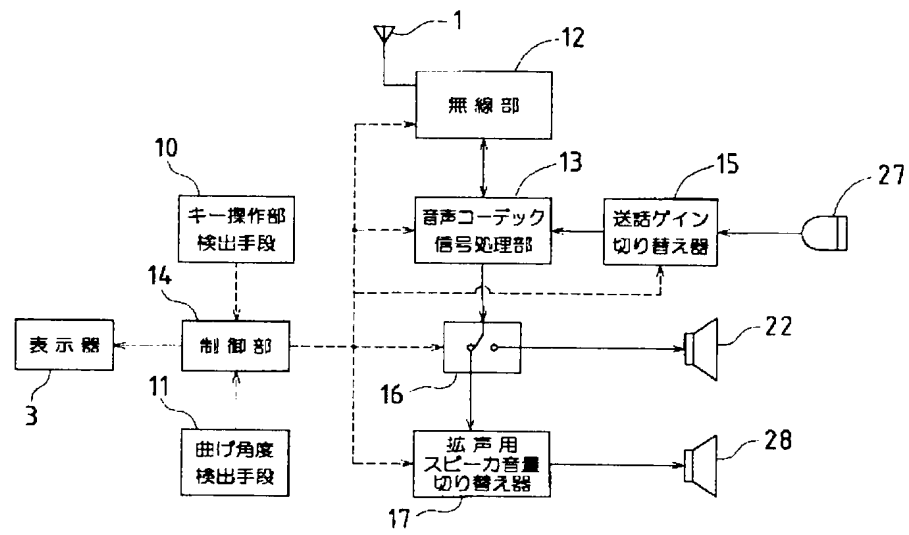 1
12
無線部
10
キー操作部
検出手段
13
音声コーデック
信号処理部
15
送話ゲイン
切り替え器
27
14
制御部
表示器
3
16
22
11
曲げ角度
検出手段
拡声用
スピーカ音量
切り替え器
17
28